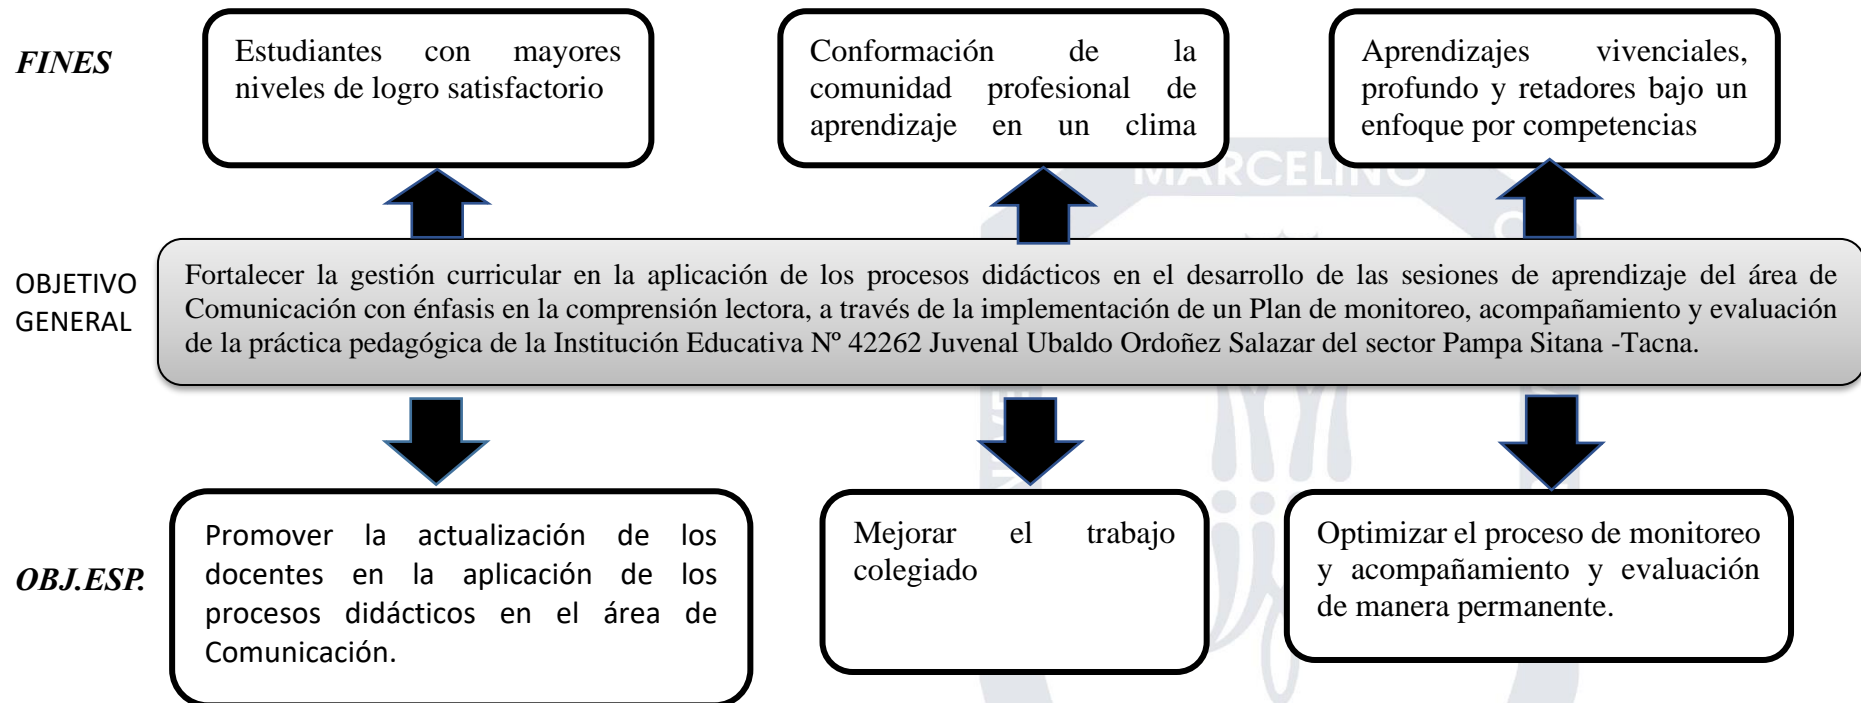 FINES
Estudiantes con mayores
niveles de logro satisfactorio
Conformación de la
comunidad profesional de
aprendizaje en un clima
Aprendizajes vivenciales,
profundo y retadores bajo un
enfoque por competencias
MARCELINO
OBJETIVO
GENERAL
Fortalecer la gestión curricular en la aplicación de los procesos didácticos en el desarrollo de las sesiones de aprendizaje del área de
Comunicación con énfasis en la comprensión lectora, a través de la implementación de un Plan de monitoreo, acompañamiento y evaluación
de la práctica pedagógica de la Institución Educativa Nº 42262 Juvenal Ubaldo Ordoñez Salazar del sector Pampa Sitana -Tacna.
OBJ.ESP.
Promover la actualización de los
docentes en la aplicación de los
procesos didácticos en el área de
Comunicación.
Mejorar el trabajo
colegiado
Optimizar el proceso de monitoreo
y acompañamiento y evaluación
de manera permanente.